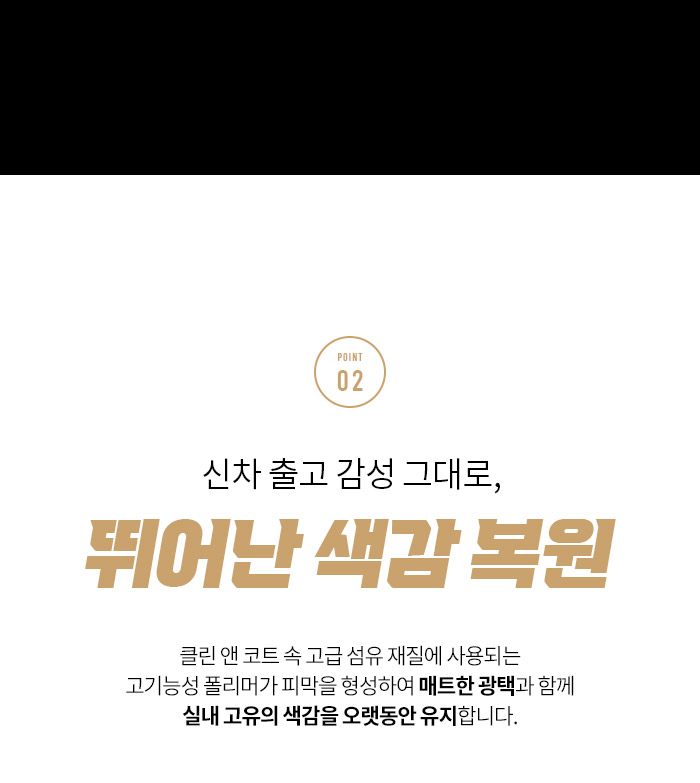 POINT
02
신차 출고 감성 그대로,
뛰어난 색감 복원
클린 앤 코트 속 고급 섬유 재질에 사용되는
고기능성 폴리머가 피막을 형성하여 매트한 광택과 함께
실내 고유의 색감을 오랫동안 유지합니다.